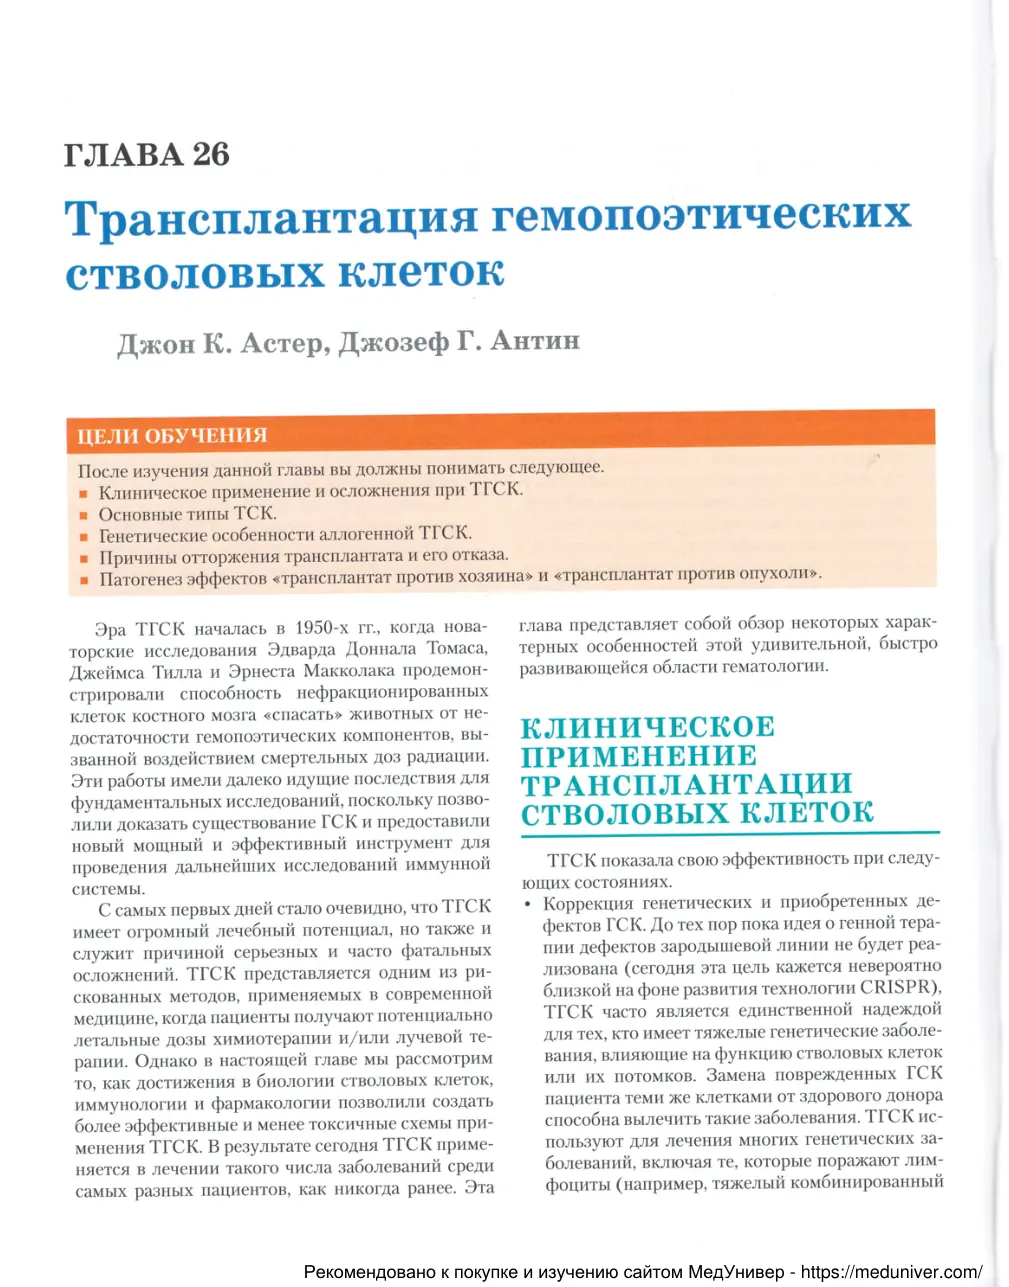 ГЛАВА 26
Трансплантация гемопоэтических
стволовых клеток
Джон К. Астер, Джозеф Г. Антин
ЦЕЛИ ОБУЧЕНИЯ
После изучения данной главы вы должны понимать следующее.
▪ Клиническое применение и осложнения при ТГСК.
▪ Основные типы ТСК.
▪ Генетические особенности аллогенной ТГСК.
▪ Причины отторжения трансплантата и его отказа.
▪ Патогенез эффектов «трансплантат против хозяина» и «трансплантат против опухоли».
Эра ТГСК началась в 1950-х гг., когда нова-
торские исследования Эдварда Доннала Томаса,
Джеймса Тилла и Эрнеста Макколака продемон-
стрировали способность нефракционированных
клеток костного мозга «спасать» животных от не-
достаточности гемопоэтических компонентов, вы-
званной воздействием смертельных доз радиации.
Эти работы имели далеко идущие последствия для
фундаментальных исследований, поскольку позво-
лили доказать существование ГСК и предоставили
новый мощный и эффективный инструмент для
проведения дальнейших исследований иммунной
системы.
С самых первых дней стало очевидно, что ТГСК
имеет огромный лечебный потенциал, но также и
служит причиной серьезных и часто фатальных
осложнений. ТГСК представляется одним из ри-
скованных методов, применяемых в современной
медицине, когда пациенты получают потенциально
летальные дозы химиотерапии и/или лучевой те-
рапии. Однако в настоящей главе мы рассмотрим
то, как достижения в биологии стволовых клеток,
иммунологии и фармакологии позволили создать
более эффективные и менее токсичные схемы при-
менения ТГСК. В результате сегодня ТГСК приме-
няется в лечении такого числа заболеваний среди
самых разных пациентов, как никогда ранее. Эта
глава представляет собой обзор некоторых харак-
терных особенностей этой удивительной, быстро
развивающейся области гематологии.
КЛИНИЧЕСКОЕ
ПРИМЕНЕНИЕ
ТРАНСПЛАНТАЦИИ
СТВОЛОВЫХ КЛЕТОК
ТГСК показала свою эффективность при следу-
ющих состояниях.
• Коррекция генетических и приобретенных де-
фектов ГСК. До тех пор пока идея о генной тера-
пии дефектов зародышевой линии не будет реа-
лизована (сегодня эта цель кажется невероятно
близкой на фоне развития технологии CRISPR),
ТГСК часто является единственной надеждой
для тех, кто имеет тяжелые генетические заболе-
вания, влияющие на функцию стволовых клеток
или их потомков. Замена поврежденных ГСК
пациента теми же клетками от здорового донора
способна вылечить такие заболевания. ТГСК ис-
пользуют для лечения многих генетических за-
болеваний, включая те, которые поражают лим-
фоциты (например, тяжелый комбинированный
Рекомендовано к покупке и изучению сайтом МедУнивер - https://meduniver.com/